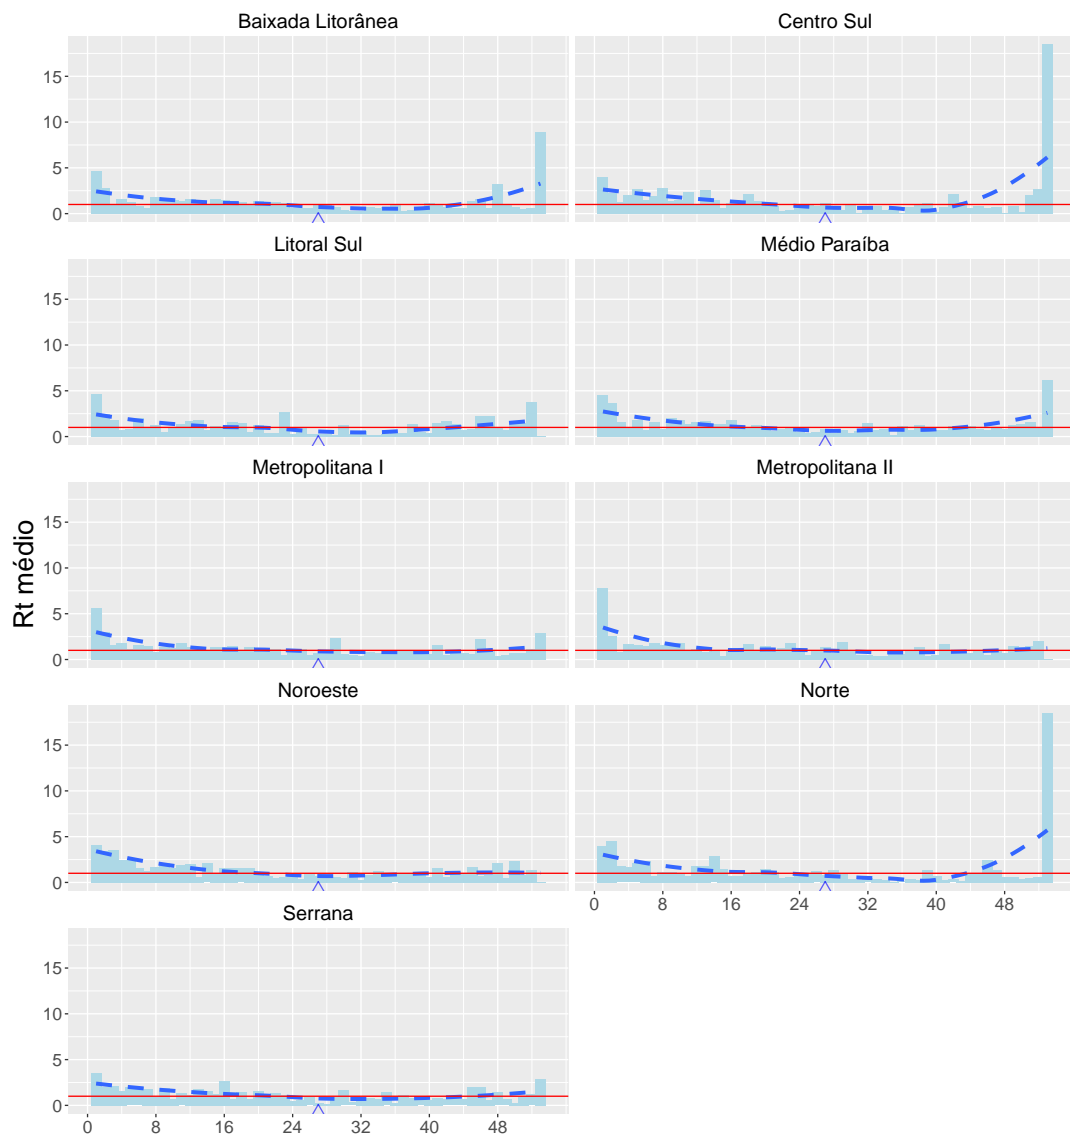 Baixada Litorânea
Centro Sul
15
10
5
0
Litoral Sul
Médio Paraíba
15
10
5
0
Metropolitana I
Metropolitana II
15
10
5
0
Rt médio
Noroeste
Norte
15
10
5
0
0 8 16 24 32 40 48
Serrana
15
10
5
0
0 8 16 24 32 40 48